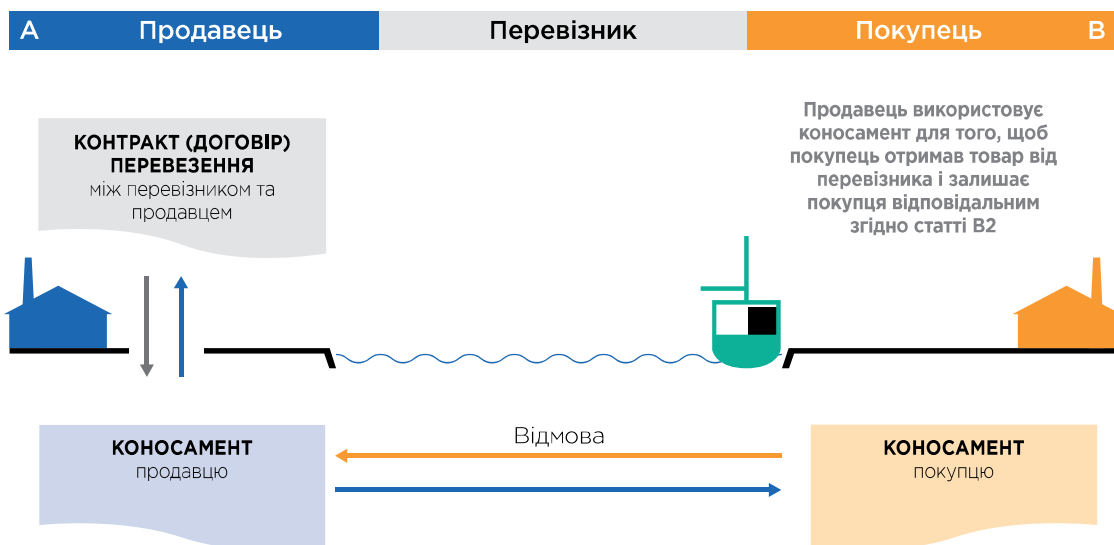 А Продавець Перевізник Покупець В
КОНТРАКТ (ДОГОВІР)
ПЕРЕВЕЗЕННЯ
між перевізником та
продавцем
Продавець використовує
коносамент для того, щоб
покупець отримав товар від
перевізника і залишає
покупця відповідальним
згідно статті В2
Відмова
КОНОСАМЕНТ
продавцю
КОНОСАМЕНТ
покупцю